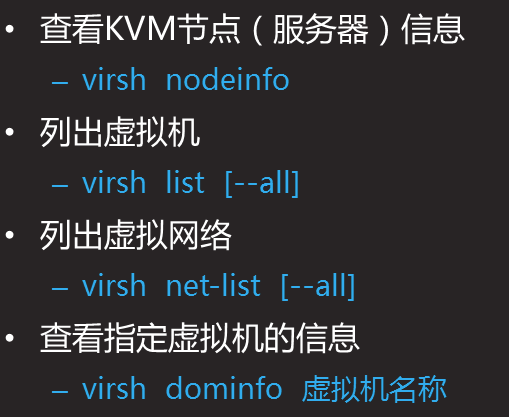 • 查看KVM节点（服务器）信息
– virsh nodeinfo
• 列出虚拟机
– virsh list [--all]
• 列出虚拟网络
– virsh net-list [--all]
• 查看指定虚拟机的信息
– virsh dominfo 虚拟机名称